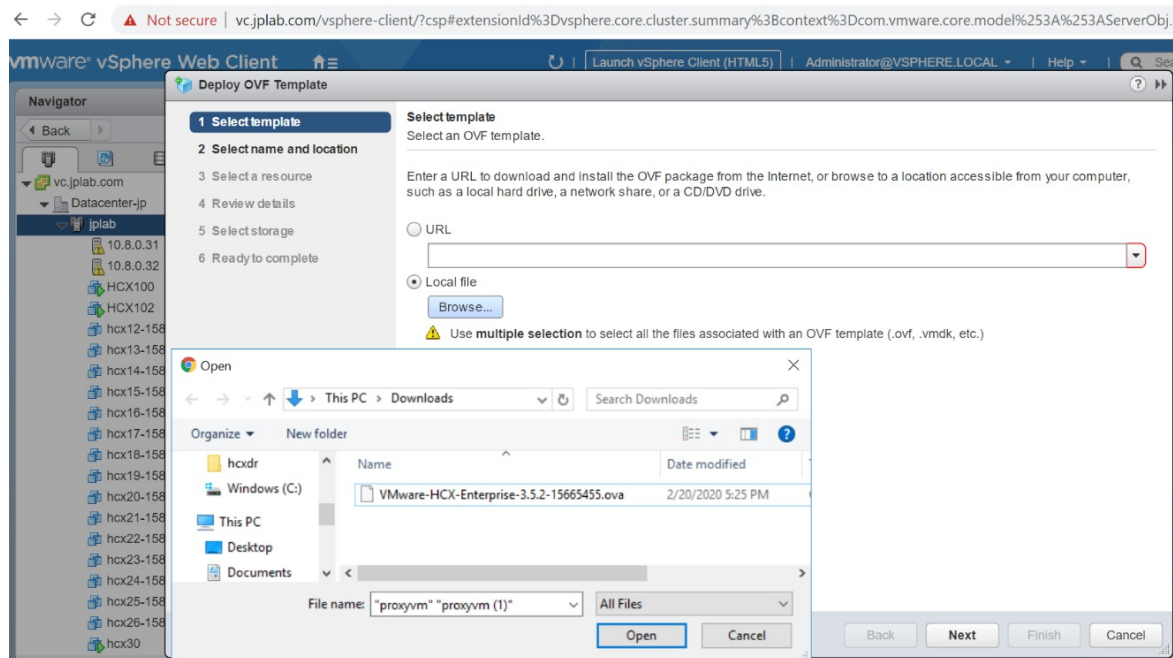 Not secure | vc.jplab.com/vsphere-client/?csp#extensionId%3Dvsphere.core.cluster.summary%3Bcontext%3Dcom.vmware.core.model%253A%253AServerObj.
vmware® vSphere Web Client
Launch vSphere Client (HTML5) | Administrator@VSPHERE.LOCAL | Help | Sea
Navigator
Back
vc.jplab.com
Datacenter-jp
jplab
10.8.0.31
10.8.0.32
HCX100
HCX102
hcx12-158
hcx13-158
hcx14-158
hcx15-158
hcx16-158
hcx17-158
hcx18-158
hcx19-158
hcx20-158
hcx21-158
hcx22-158
hcx23-158
hcx24-158
hcx25-158
hcx26-158
hcx30
Deploy OVF Template
1 Select template
2 Select name and location
3 Select a resource
4 Review details
5 Select storage
6 Ready to complete
Select template
Select an OVF template.
Enter a URL to download and install the OVF package from the Internet, or browse to a location accessible from your computer,
such as a local hard drive, a network share, or a CD/DVD drive.
URL
Local file
Browse...
Use multiple selection to select all the files associated with an OVF template (.ovf, .vmdk, etc.)
Open
This PC > Downloads
Search Downloads
Organize
New folder
hcxdr
Windows (C:)
This PC
Desktop
Documents
Name
Date modified
VMware-HCX-Enterprise-3.5.2-15665455.ova
2/20/2020 5:25 PM
File name: "proxyvm" "proxyvm (1)"
All Files
Open
Cancel
Back
Next
Finish
Cancel